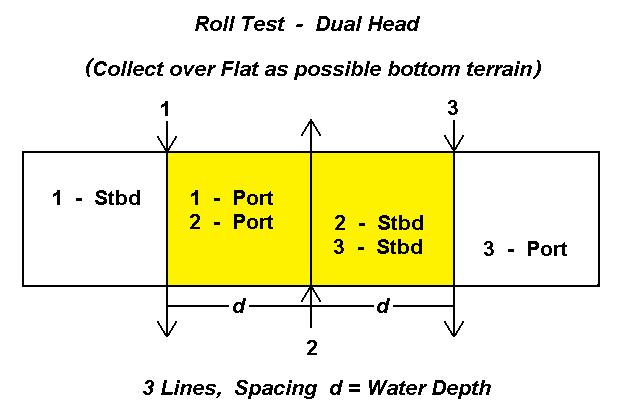 Roll Test - Dual Head
(Collect over Flat as possible bottom terrain)
1
3
1 - Stbd
1 - Port
2 - Port
2 - Stbd
3 - Stbd
3 - Port
d
d
2
3 Lines, Spacing d = Water Depth